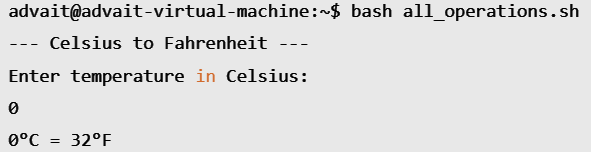 advait@advait-virtual-machine:~$ bash all_operations.sh
--- Celsius to Fahrenheit ---
Enter temperature in Celsius:
0
0°C = 32°F